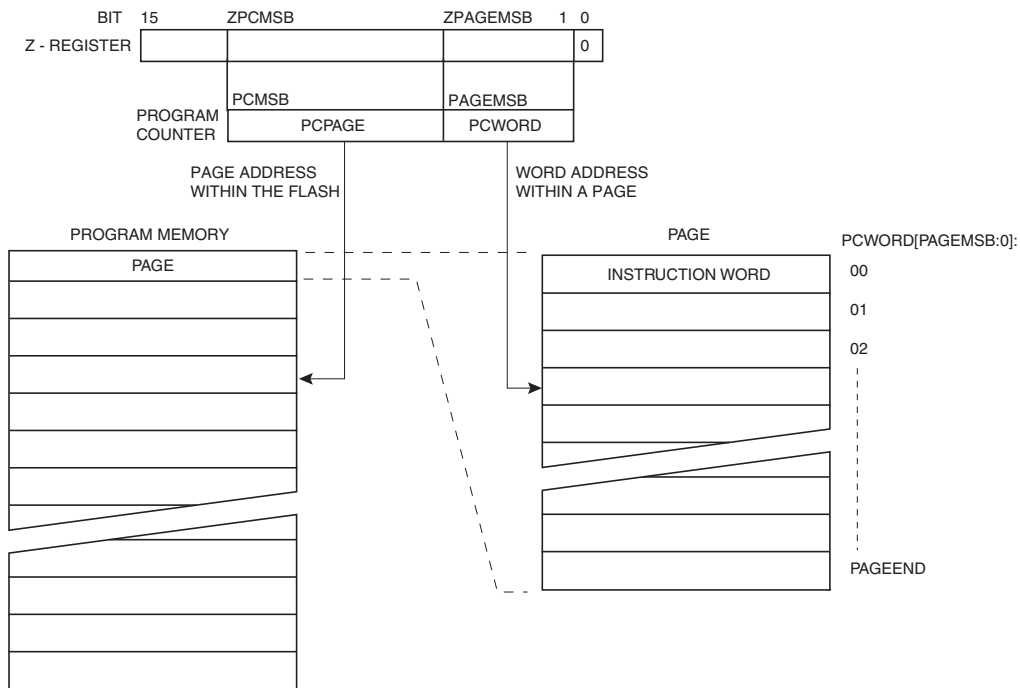 BIT 15 ZPCMSB ZPAGEMSB 1 0
Z - REGISTER 0
PCMSB PAGEMSB
PROGRAM
COUNTER
PCPAGE PCWORD
PAGE ADDRESS
WITHIN THE FLASH
WORD ADDRESS
WITHIN A PAGE
PROGRAM MEMORY
PAGE
PAGE
INSTRUCTION WORD
PCWORD[PAGEMSB:0]:
00
01
02
PAGEEND